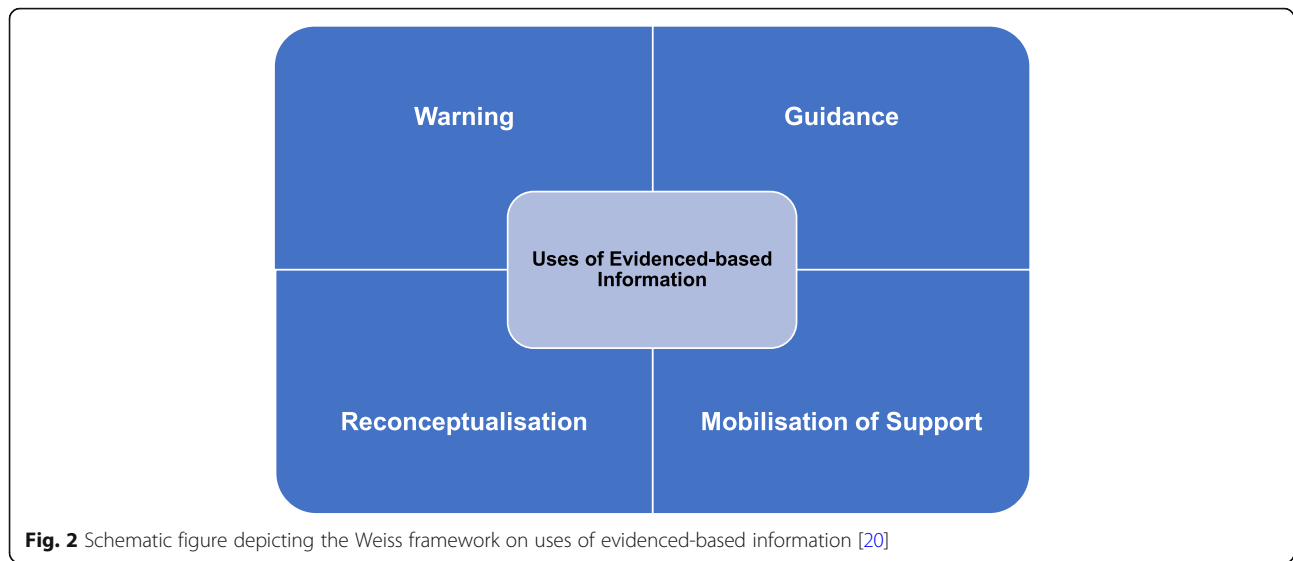 Warning
Guidance
Uses of Evidenced-based
Information
Reconceptualisation
Mobilisation of Support
Fig. 2 Schematic figure depicting the Weiss framework on uses of evidenced-based information [20]